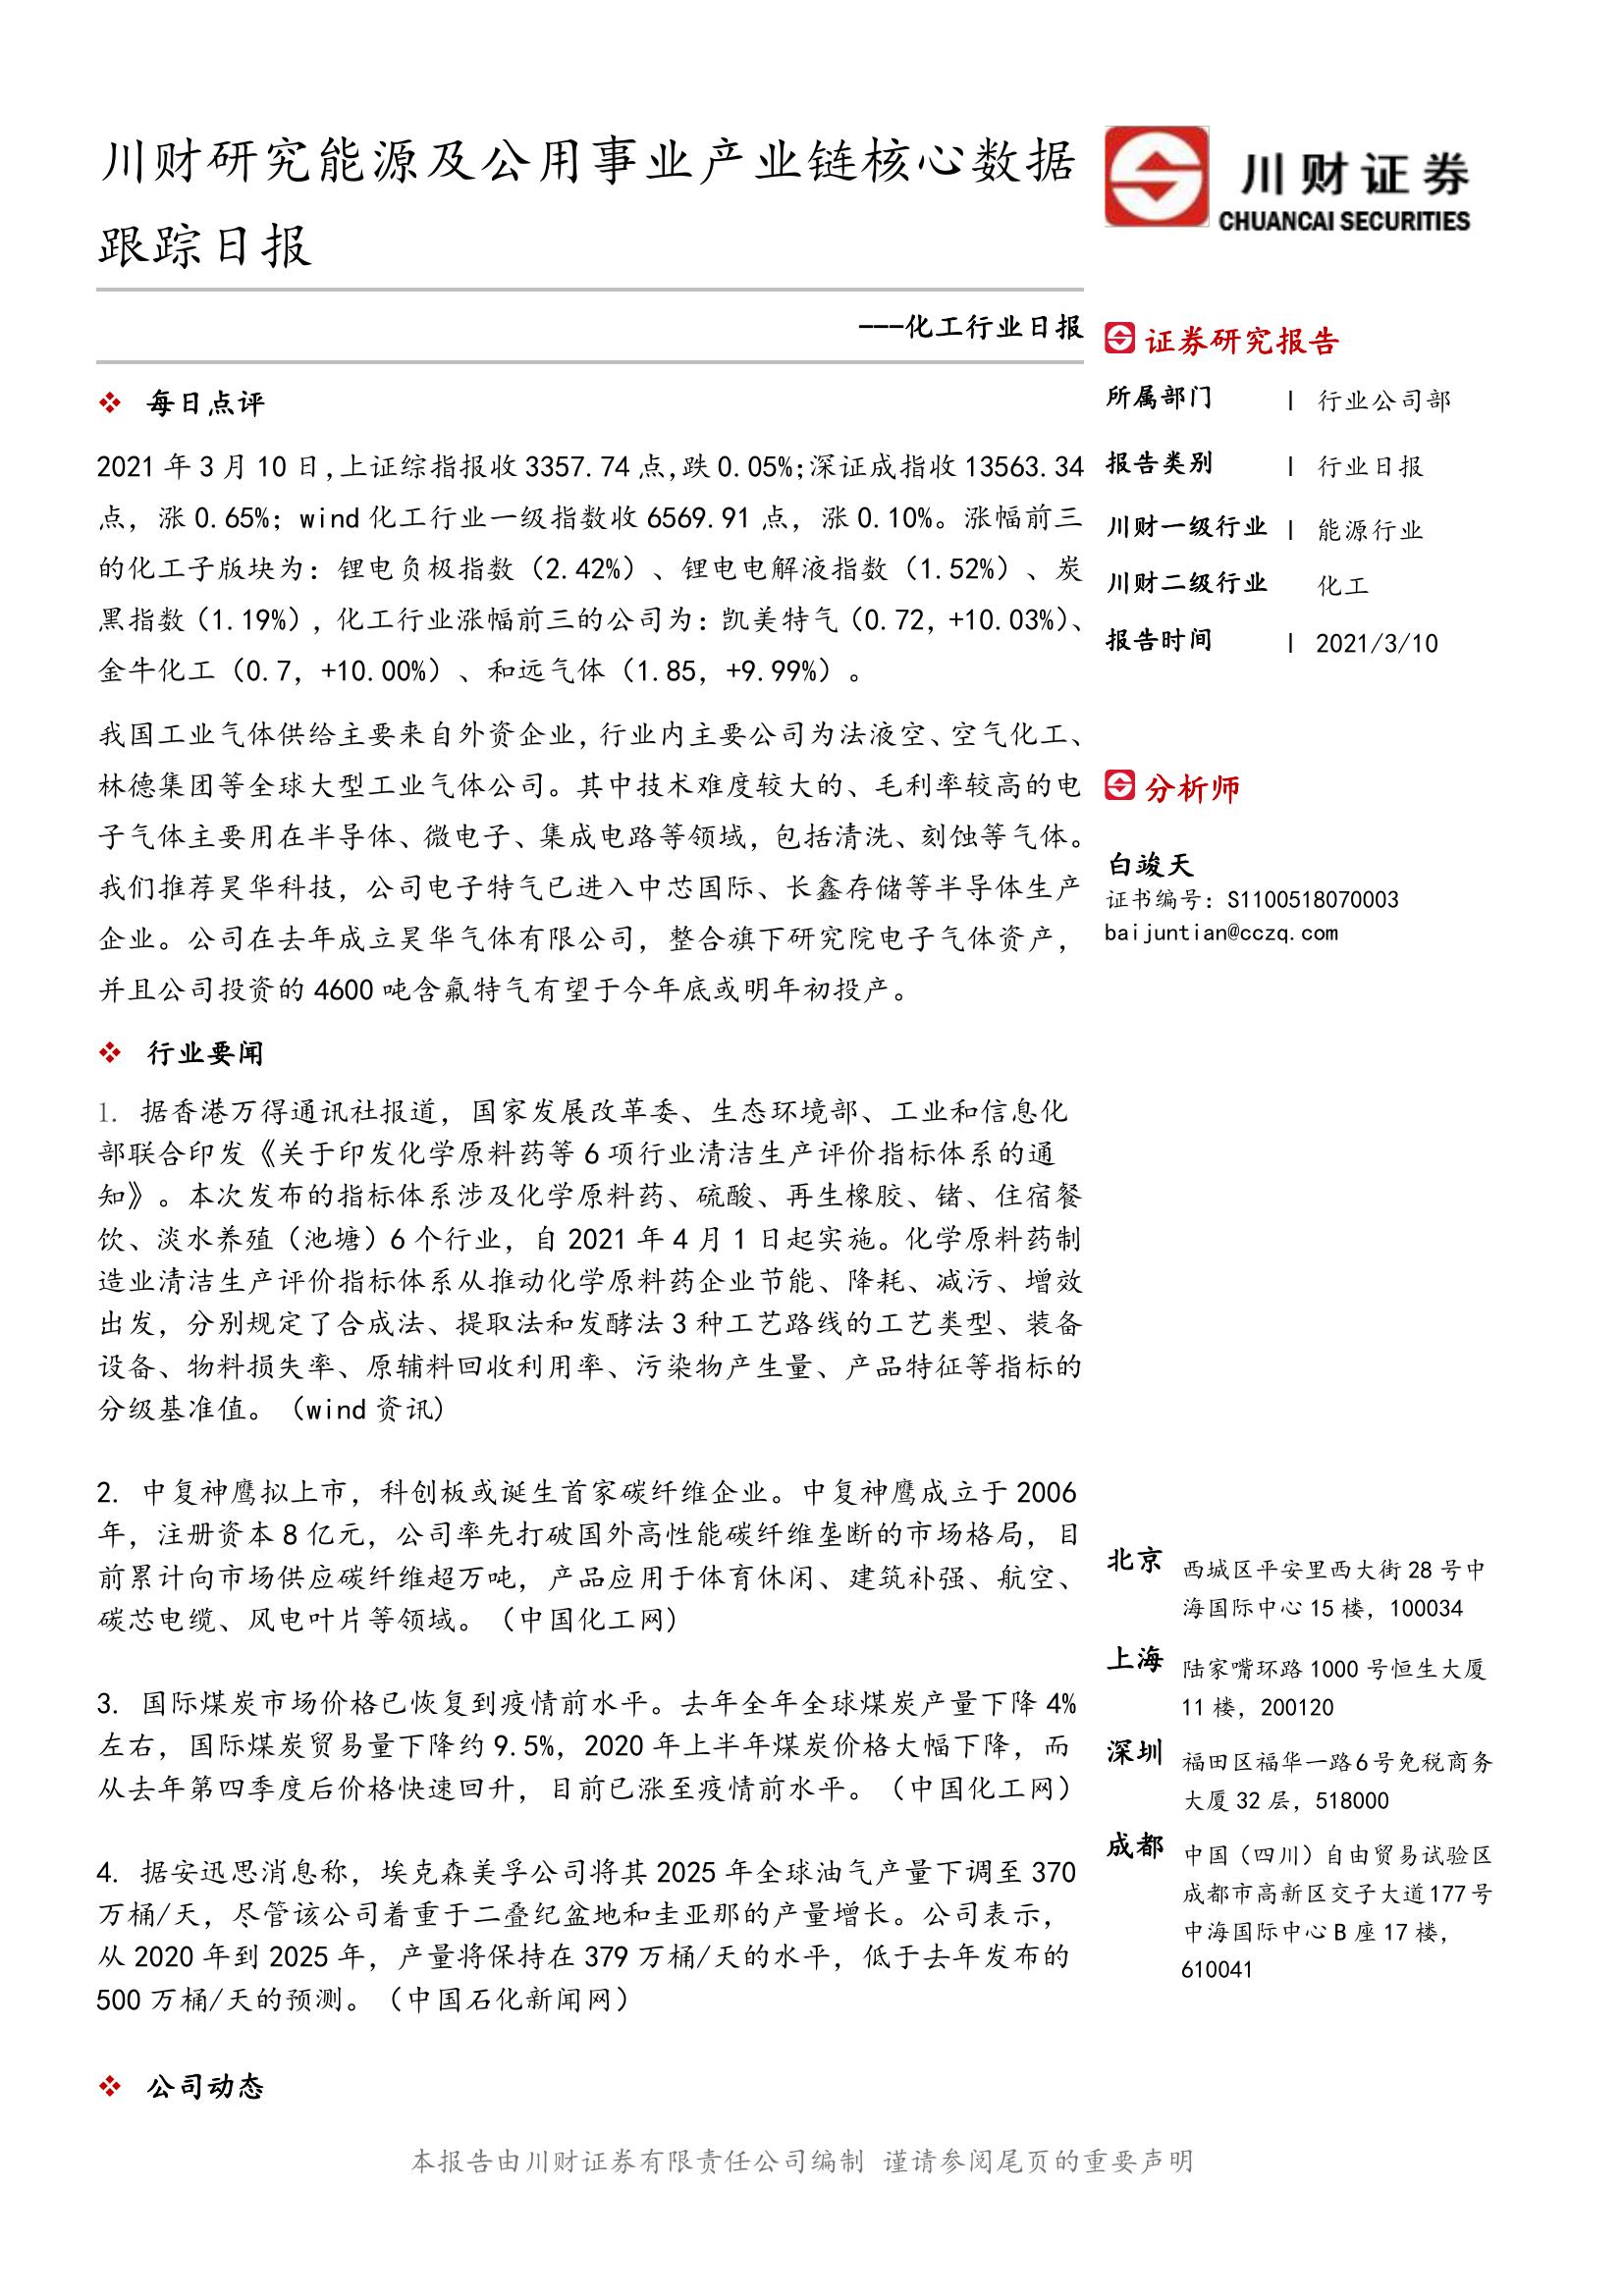 川财研究能源及公用事业产业链核心数据
跟踪日报
---化工行业日报
❖ 每日点评
2021 年 3 月 10 日,上证综指报收 3357.74 点,跌 0.05%;深证成指收 13563.34
点，涨 0.65%；wind 化工行业一级指数收 6569.91 点，涨 0.10%。涨幅前三
的化工子版块为：锂电负极指数（2.42%）、锂电电解液指数（1.52%）、炭
黑指数（1.19%），化工行业涨幅前三的公司为：凯美特气（0.72，+10.03%）、
金牛化工（0.7，+10.00%）、和远气体（1.85，+9.99%）。
我国工业气体供给主要来自外资企业，行业内主要公司为法液空、空气化工、
林德集团等全球大型工业气体公司。其中技术难度较大的、毛利率较高的电
子气体主要用在半导体、微电子、集成电路等领域，包括清洗、刻蚀等气体。
我们推荐昊华科技，公司电子特气已进入中芯国际、长鑫存储等半导体生产
企业。公司在去年成立昊华气体有限公司，整合旗下研究院电子气体资产，
并且公司投资的 4600 吨含氟特气有望于今年底或明年初投产。
❖ 行业要闻
1. 据香港万得通讯社报道，国家发展改革委、生态环境部、工业和信息化
部联合印发《关于印发化学原料药等 6 项行业清洁生产评价指标体系的通
知》。本次发布的指标体系涉及化学原料药、硫酸、再生橡胶、锗、住宿餐
饮、淡水养殖（池塘）6 个行业，自 2021 年 4 月 1 日起实施。化学原料药制
造业清洁生产评价指标体系从推动化学原料药企业节能、降耗、减污、增效
出发，分别规定了合成法、提取法和发酵法 3 种工艺路线的工艺类型、装备
设备、物料损失率、原辅料回收利用率、污染物产生量、产品特征等指标的
分级基准值。（wind 资讯）
2. 中复神鹰拟上市，科创板或诞生首家碳纤维企业。中复神鹰成立于 2006
年，注册资本 8 亿元，公司率先打破国外高性能碳纤维垄断的市场格局，目
前累计向市场供应碳纤维超万吨，产品应用于体育休闲、建筑补强、航空、
碳芯电缆、风电叶片等领域。（中国化工网）
3. 国际煤炭市场价格已恢复到疫情前水平。去年全年全球煤炭产量下降 4%
左右，国际煤炭贸易量下降约 9.5%，2020 年上半年煤炭价格大幅下降，而
从去年第四季度后价格快速回升，目前已涨至疫情前水平。（中国化工网）
4. 据安迅思消息称，埃克森美孚公司将其 2025 年全球油气产量下调至 370
万桶/天，尽管该公司着重于二叠纪盆地和圭亚那的产量增长。公司表示，
从 2020 年到 2025 年，产量将保持在 379 万桶/天的水平，低于去年发布的
500 万桶/天的预测。（中国石化新闻网）
❖ 公司动态
川财证券
CHUANCAI SECURITIES
证券研究报告
所属部门 | 行业公司部
报告类别 | 行业日报
川财一级行业 | 能源行业
川财二级行业 化工
报告时间 | 2021/3/10
分析师
白竣天
证书编号：S1100518070003
baijuntian@cczq.com
北京 西城区平安里西大街 28 号中
海国际中心 15 楼，100034
上海 陆家嘴环路 1000 号恒生大厦
11 楼，200120
深圳 福田区福华一路 6 号免税商务
大厦 32 层，518000
成都 中国（四川）自由贸易试验区
成都市高新区交子大道 177 号
中海国际中心 B 座 17 楼，
610041
本报告由川财证券有限责任公司编制 谨请参阅尾页的重要声明